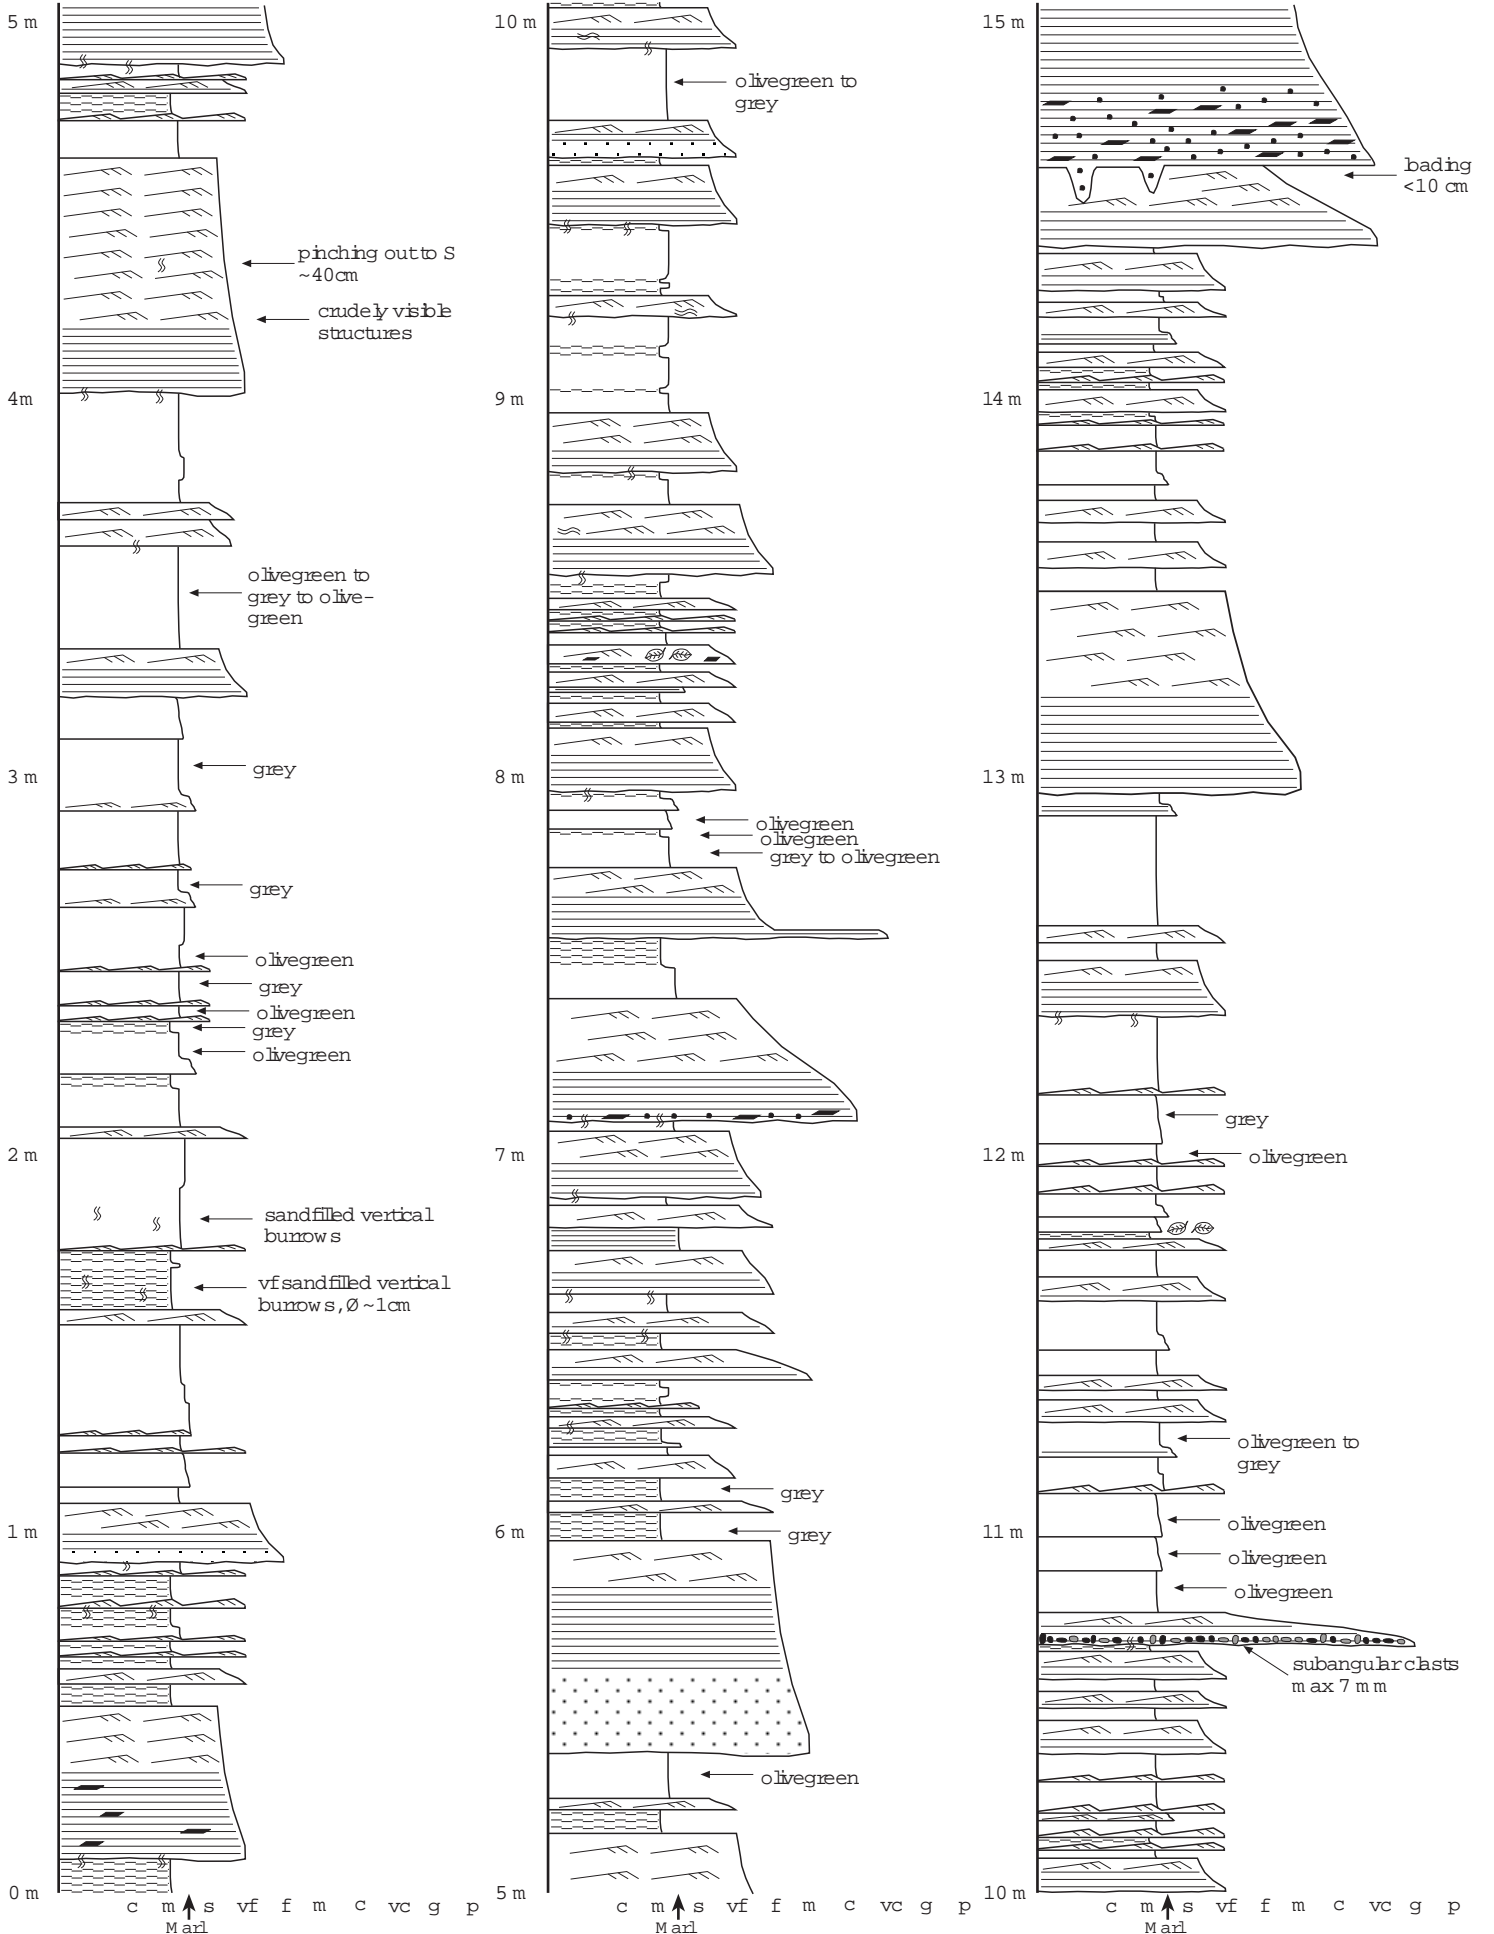 5 m
pinching out to S
~40cm
crudely visible
structures
4m
olivegreen to
grey to olive-
green
3 m
grey
grey
olivegreen
grey
olivegreen
grey
olivegreen
2 m
sandfilled vertical
burrows
vf sandfilled vertical
burrows, Ø ~1cm
1 m
0 m
c m s vf f m c vc g p
Marl
10 m
olivegreen to
grey
9 m
8 m
olivegreen
olivegreen
grey to olivegreen
7 m
grey
6 m
grey
olivegreen
5 m
c m s vf f m c vc g p
Marl
15 m
loading
<10 cm
14 m
13 m
grey
12 m
olivegreen
olivegreen to
grey
11 m
olivegreen
olivegreen
olivegreen
subangular clasts
max 7 mm
10 m
c m s vf f m c vc g p
Marl